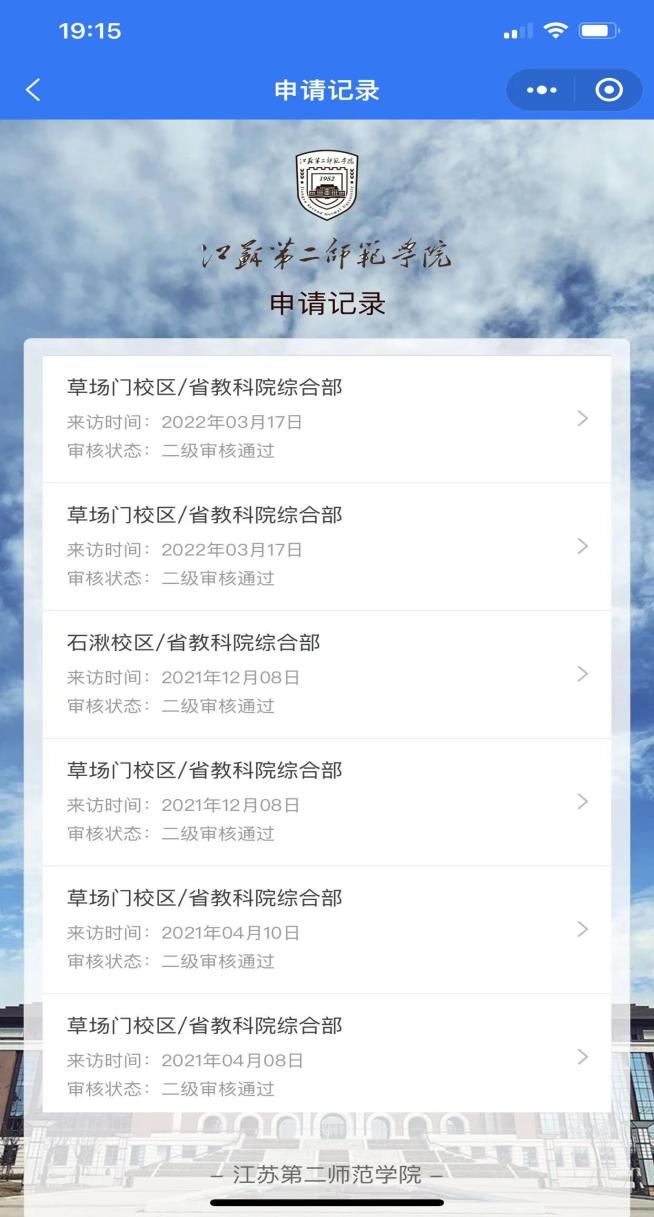 19:15
申请记录
江苏第二师范学院
1952
江蘇第二師範學院
申请记录
草场门校区/省教科院综合部
来访时间：2022年03月17日
审核状态：二级审核通过
草场门校区/省教科院综合部
来访时间：2022年03月17日
审核状态：二级审核通过
石湫校区/省教科院综合部
来访时间：2021年12月08日
审核状态：二级审核通过
草场门校区/省教科院综合部
来访时间：2021年12月08日
审核状态：二级审核通过
草场门校区/省教科院综合部
来访时间：2021年04月10日
审核状态：二级审核通过
草场门校区/省教科院综合部
来访时间：2021年04月08日
审核状态：二级审核通过
– 江苏第二师范学院 –